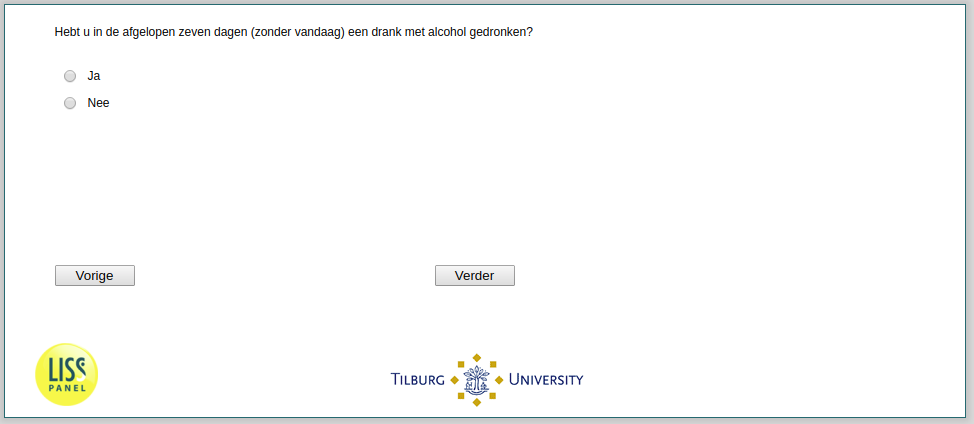 Hebt u in de afgelopen zeven dagen (zonder vandaag) een drank met alcohol gedronken?
Ja
Nee
Vorige
Verder
LISS
PANEL
TILBURG UNIVERSITY